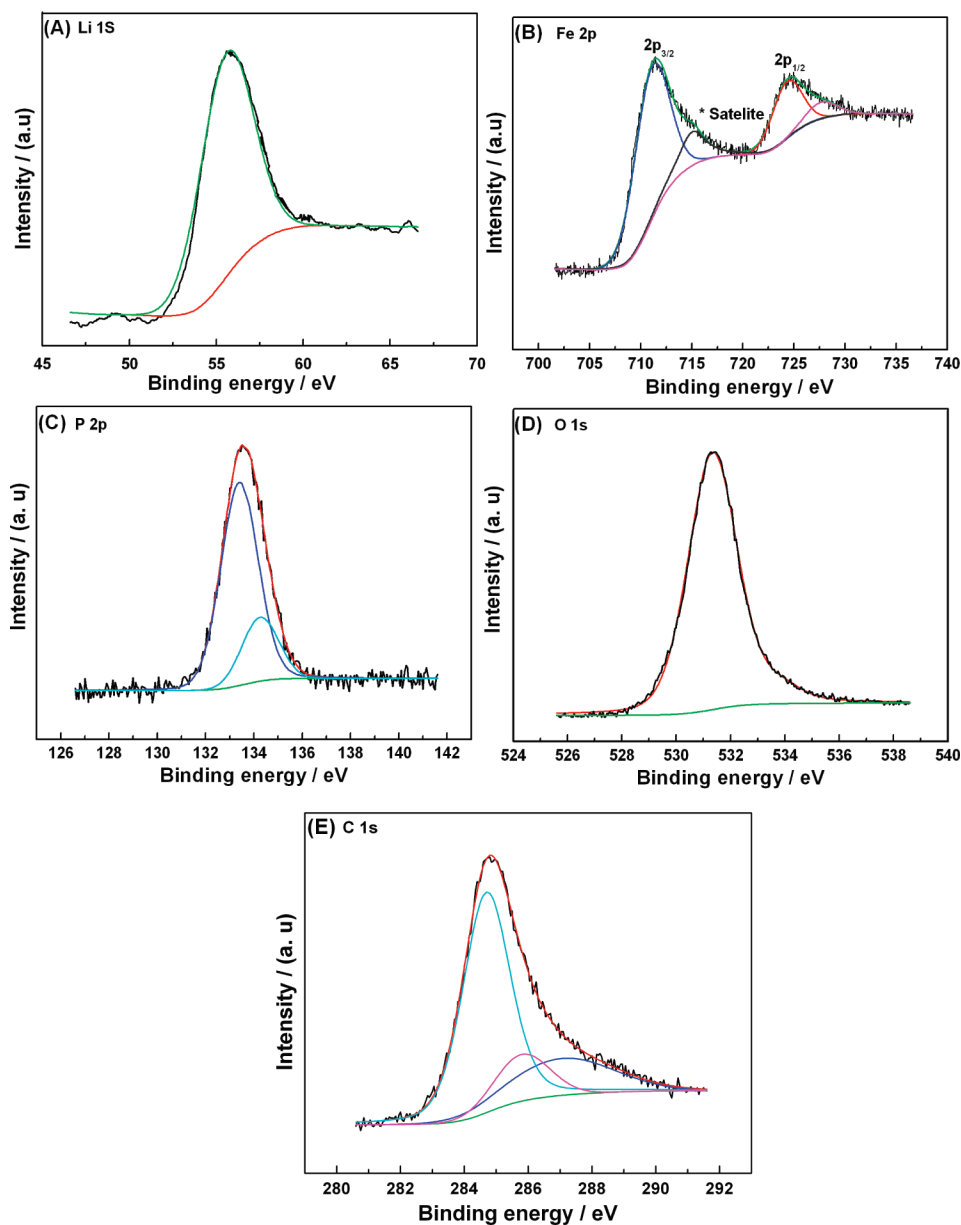 (A) Li 1S
Intensity / (a.u)
45 50 55 60 65 70
Binding energy / eV
(B) Fe 2p
2p3/2
* Satelite
2p1/2
Intensity / (a.u)
700 705 710 715 720 725 730 735 740
Binding energy / eV
(C) P 2p
Intensity / (a. u)
126 128 130 132 134 136 138 140 142
Binding energy / eV
(D) O 1s
Intensity / (a. u)
524 526 528 530 532 534 536 538 540
Binding energy / eV
(E) C 1s
Intensity / (a. u)
280 282 284 286 288 290 292
Binding energy / eV